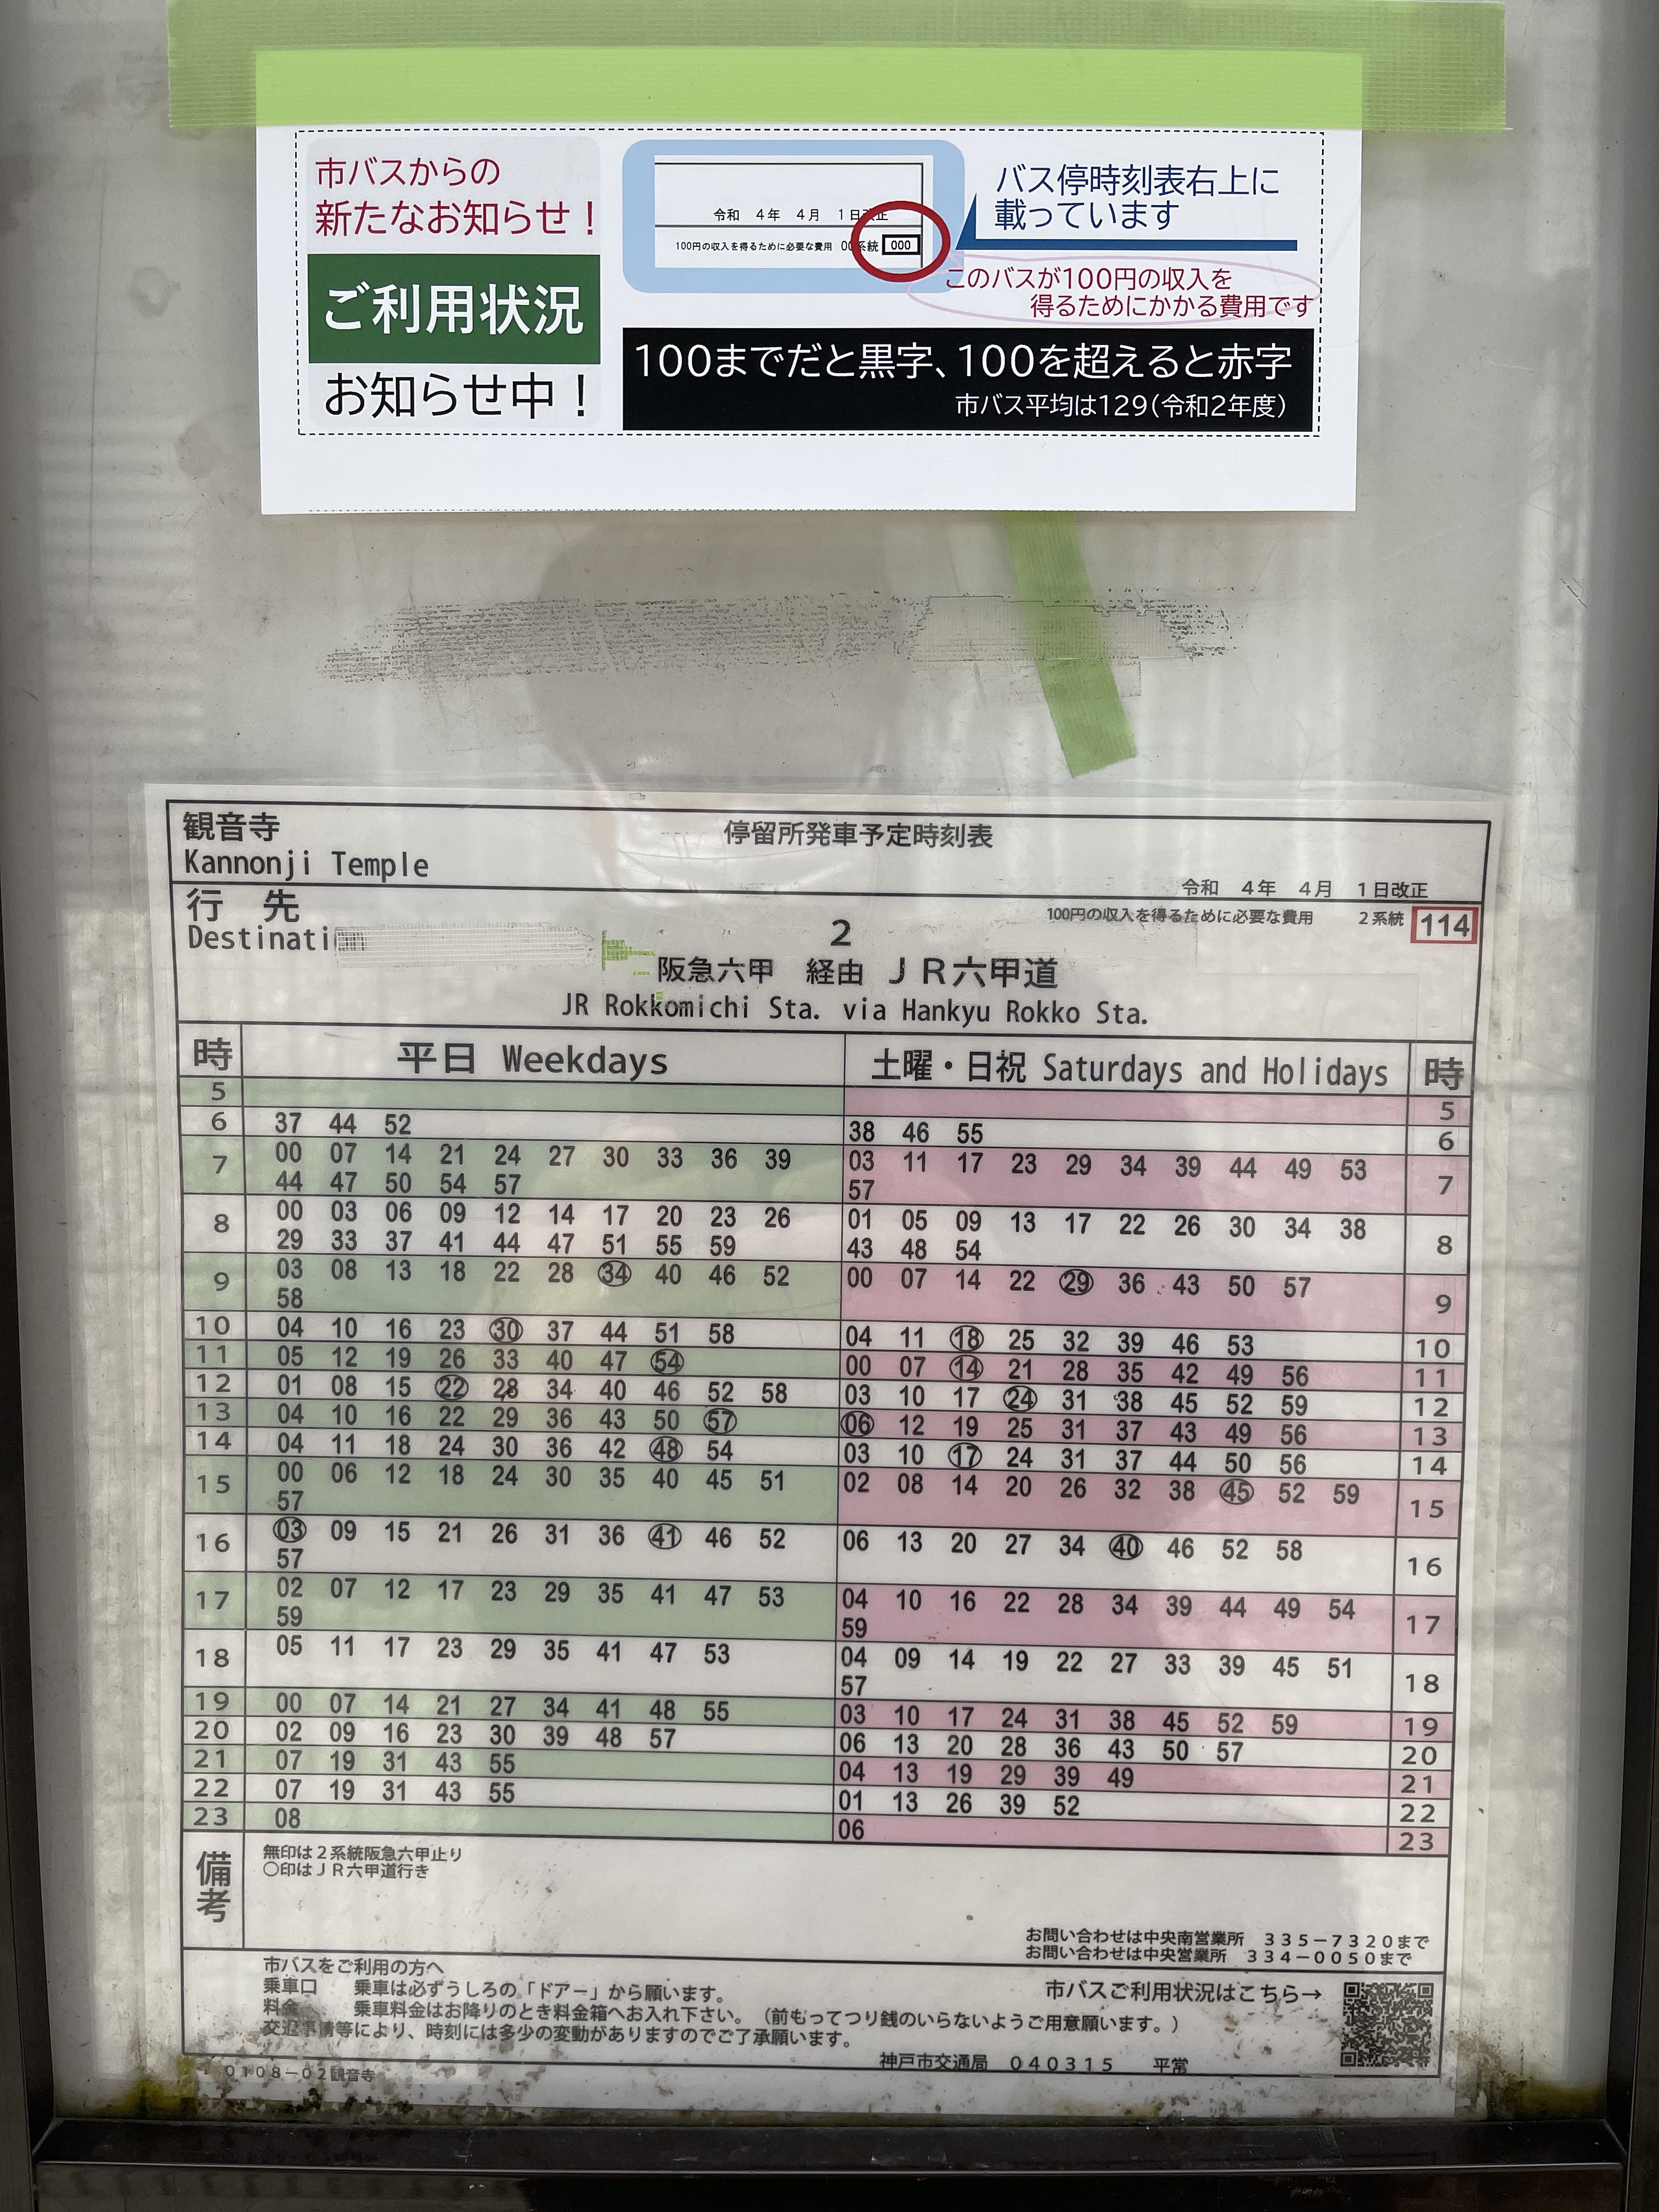 市バスからの
新たなお知らせ！
ご利用状況
お知らせ中！
令和 4年 4月 1日改正
100円の収入を得るために必要な費用 00系統 000
バス停時刻表右上に
載っています
このバスが100円の収入を
得るためにかかる費用です
100までだと黒字、100を超えると赤字
市バス平均は129(令和2年度)
観音寺 停留所発車予定時刻表
Kannonji Temple
令和 4年 4月 1日改正
行先
100円の収入を得るために必要な費用 2系統 114
Destinati
2
阪急六甲 経由 ＪＲ六甲道
JR Rokkomichi Sta. via Hankyu Rokko Sta.
時 平日 Weekdays 土曜・日祝 Saturdays and Holidays 時
5 5
6 37 44 52 38 46 55 6
7 00 07 14 21 24 27 30 33 36 39 03 11 17 23 29 34 39 44 49 53 7
44 47 50 54 57 57
8 00 03 06 09 12 14 17 20 23 26 01 05 09 13 17 22 26 30 34 38 8
29 33 37 41 44 47 51 55 59 43 48 54
9 03 08 13 18 22 28 ㉞ 40 46 52 00 07 14 22 ㉙ 36 43 50 57 9
58
10 04 10 16 23 ㉚ 37 44 51 58 04 11 ⑱ 25 32 39 46 53 10
11 05 12 19 26 33 40 47 (54) 00 07 ⑭ 21 28 35 42 49 56 11
12 01 08 15 ㉒ 28 34 40 46 52 58 03 10 17 ㉔ 31 38 45 52 59 12
13 04 10 16 22 29 36 43 50 (57) (06) 12 19 25 31 37 43 49 56 13
14 04 11 18 24 30 36 42 ㊽ 54 03 10 ⑰ 24 31 37 44 50 56 14
15 00 06 12 18 24 30 35 40 45 51 02 08 14 20 26 32 38 ㊺ 52 59 15
57
16 (03) 09 15 21 26 31 36 ㊶ 46 52 06 13 20 27 34 ㊵ 46 52 58 16
57
17 02 07 12 17 23 29 35 41 47 53 04 10 16 22 28 34 39 44 49 54 17
59 59
18 05 11 17 23 29 35 41 47 53 04 09 14 19 22 27 33 39 45 51 18
57
19 00 07 14 21 27 34 41 48 55 03 10 17 24 31 38 45 52 59 19
20 02 09 16 23 30 39 48 57 06 13 20 28 36 43 50 57 20
21 07 19 31 43 55 04 13 19 29 39 49 21
22 07 19 31 43 55 01 13 26 39 52 22
23 08 06 23
備考
無印は２系統阪急六甲止り
○印はＪＲ六甲道行き
お問い合わせは中央南営業所 ３３５－７３２０まで
お問い合わせは中央営業所 ３３４－００５０まで
市バスをご利用の方へ
乗車口 乗車は必ずうしろの「ドアー」から願います。
料金 乗車料金はお降りのとき料金箱へお入れ下さい。（前もってつり銭のいらないようご用意願います。）
交通事情等により、時刻には多少の変動がありますのでご了承願います。
市バスご利用状況はこちら→
神戸市交通局 ０４０３１５ 平常
０１０８－０２観音寺